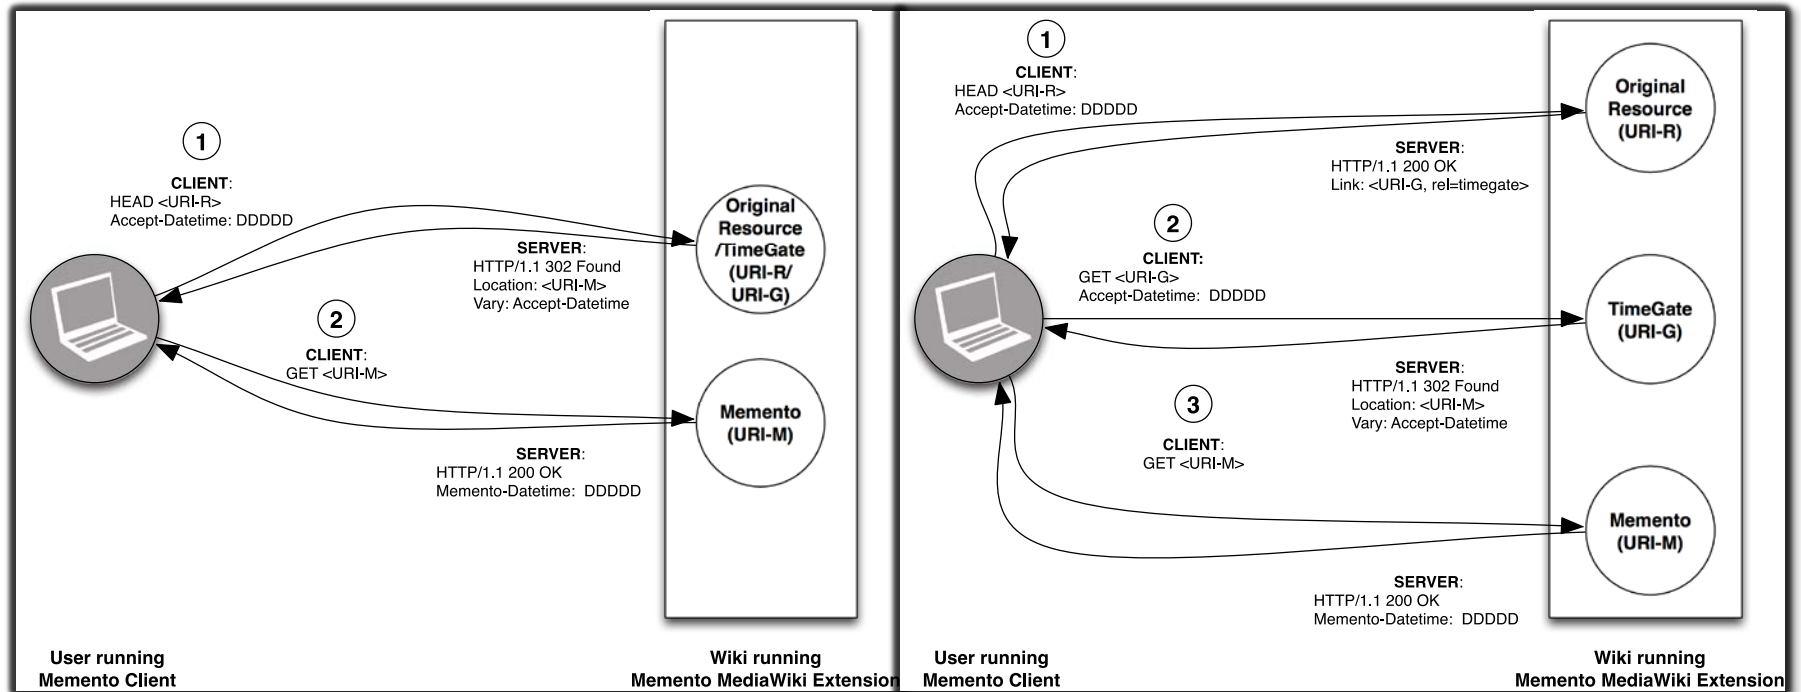 1
CLIENT:
HEAD <URI-R>
Accept-Datetime: DDDDD
SERVER:
HTTP/1.1 302 Found
Location: <URI-M>
Vary: Accept-Datetime
Original
Resource
/TimeGate
(URI-R/
URI-G)
2
CLIENT:
GET <URI-M>
SERVER:
HTTP/1.1 200 OK
Memento-Datetime: DDDDD
Memento
(URI-M)
User running
Memento Client
Wiki running
Memento MediaWiki Extension
1
CLIENT:
HEAD <URI-R>
Accept-Datetime: DDDDD
SERVER:
HTTP/1.1 200 OK
Link: <URI-G, rel=timegate>
Original
Resource
(URI-R)
2
CLIENT:
GET <URI-G>
Accept-Datetime: DDDDD
SERVER:
HTTP/1.1 302 Found
Location: <URI-M>
Vary: Accept-Datetime
TimeGate
(URI-G)
3
CLIENT:
GET <URI-M>
SERVER:
HTTP/1.1 200 OK
Memento-Datetime: DDDDD
Memento
(URI-M)
User running
Memento Client
Wiki running
Memento MediaWiki Extension